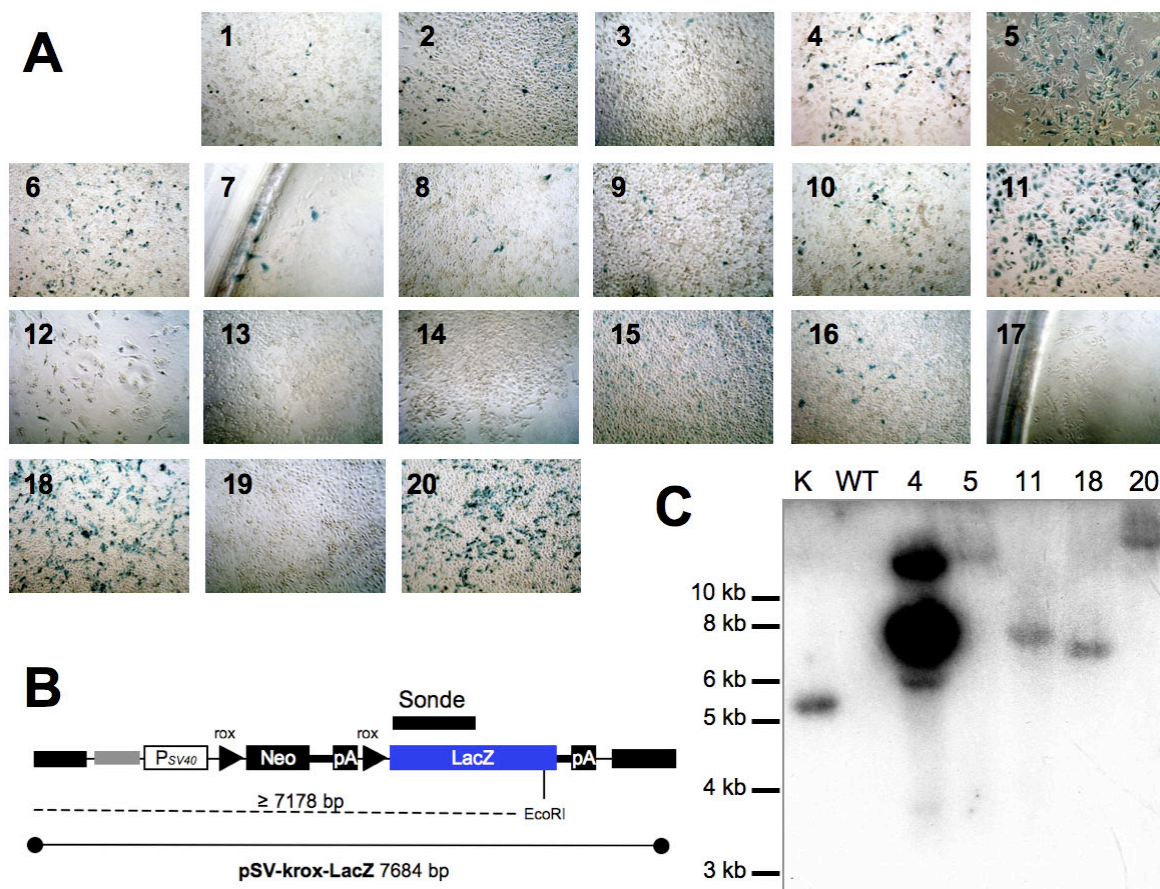 A
1 2 3 4 5
6 7 8 9 10 11
12 13 14 15 16 17
18 19 20
B
Sonde
rox rox
PSV40 Neo pA LacZ pA
≥ 7178 bp
EcoRI
pSV-krox-LacZ 7684 bp
C
K WT 4 5 11 18 20
10 kb
8 kb
6 kb
5 kb
4 kb
3 kb